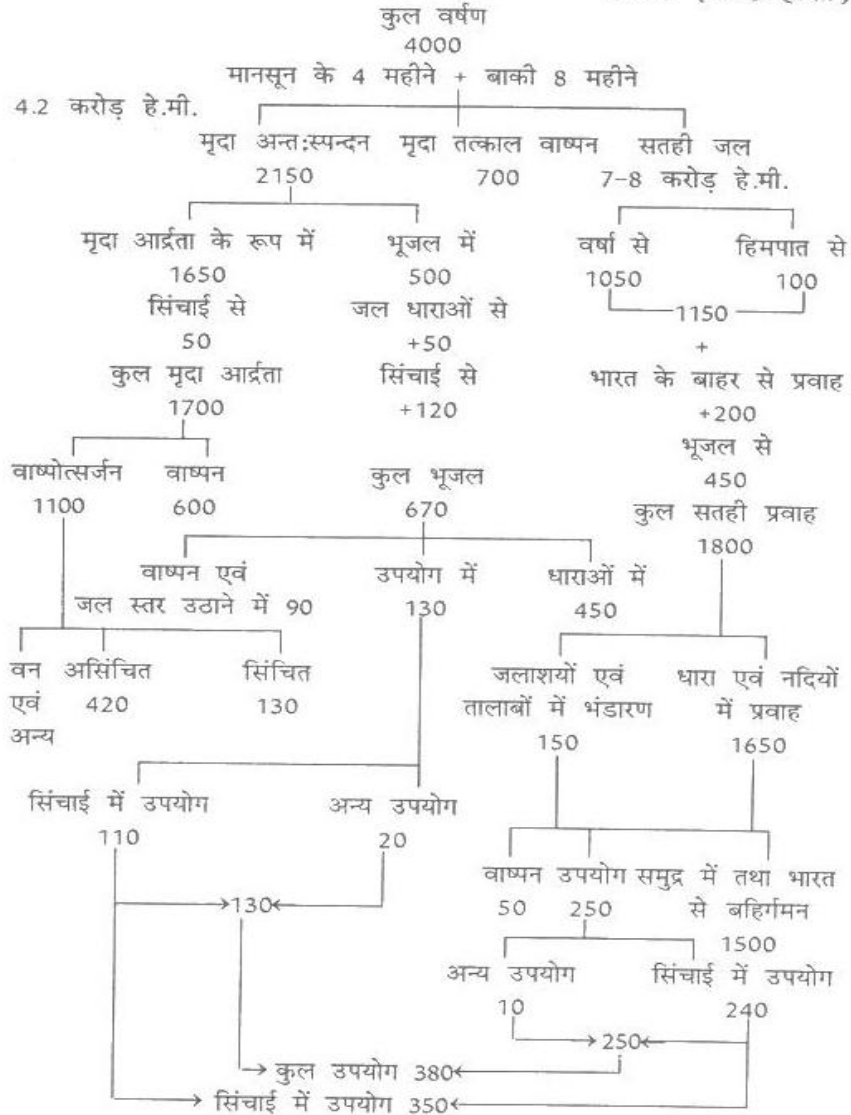 कुल वर्षण
4000
मानसून के 4 महीने + बाकी 8 महीने
4.2 करोड़ हे.मी.
मृदा अन्त:स्पन्दन मृदा तत्काल वाष्पन सतही जल
2150 700 7-8 करोड़ हे.मी.
मृदा आर्द्रता के रूप में भूजल में वर्षा से हिमपात से
1650 500 1050 100
सिंचाई से जल धाराओं से 1150
50 +50 +
कुल मृदा आर्द्रता सिंचाई से भारत के बाहर से प्रवाह
1700 +120 +200
भूजल से
वाष्पोत्सर्जन वाष्पन कुल भूजल 450
1100 600 670 कुल सतही प्रवाह
1800
वाष्पन एवं उपयोग में धाराओं में
जल स्तर उठाने में 90 130 450
वन असिंचित सिंचित जलाशयों एवं धारा एवं नदियों
एवं 420 130 तालाबों में भंडारण में प्रवाह
अन्य 150 1650
सिंचाई में उपयोग अन्य उपयोग
110 20
वाष्पन उपयोग समुद्र में तथा भारत
→130← 50 250 से बहिर्गमन
1500
अन्य उपयोग सिंचाई में उपयोग
10 240
→250←
→ कुल उपयोग 380←
→ सिंचाई में उपयोग 350←